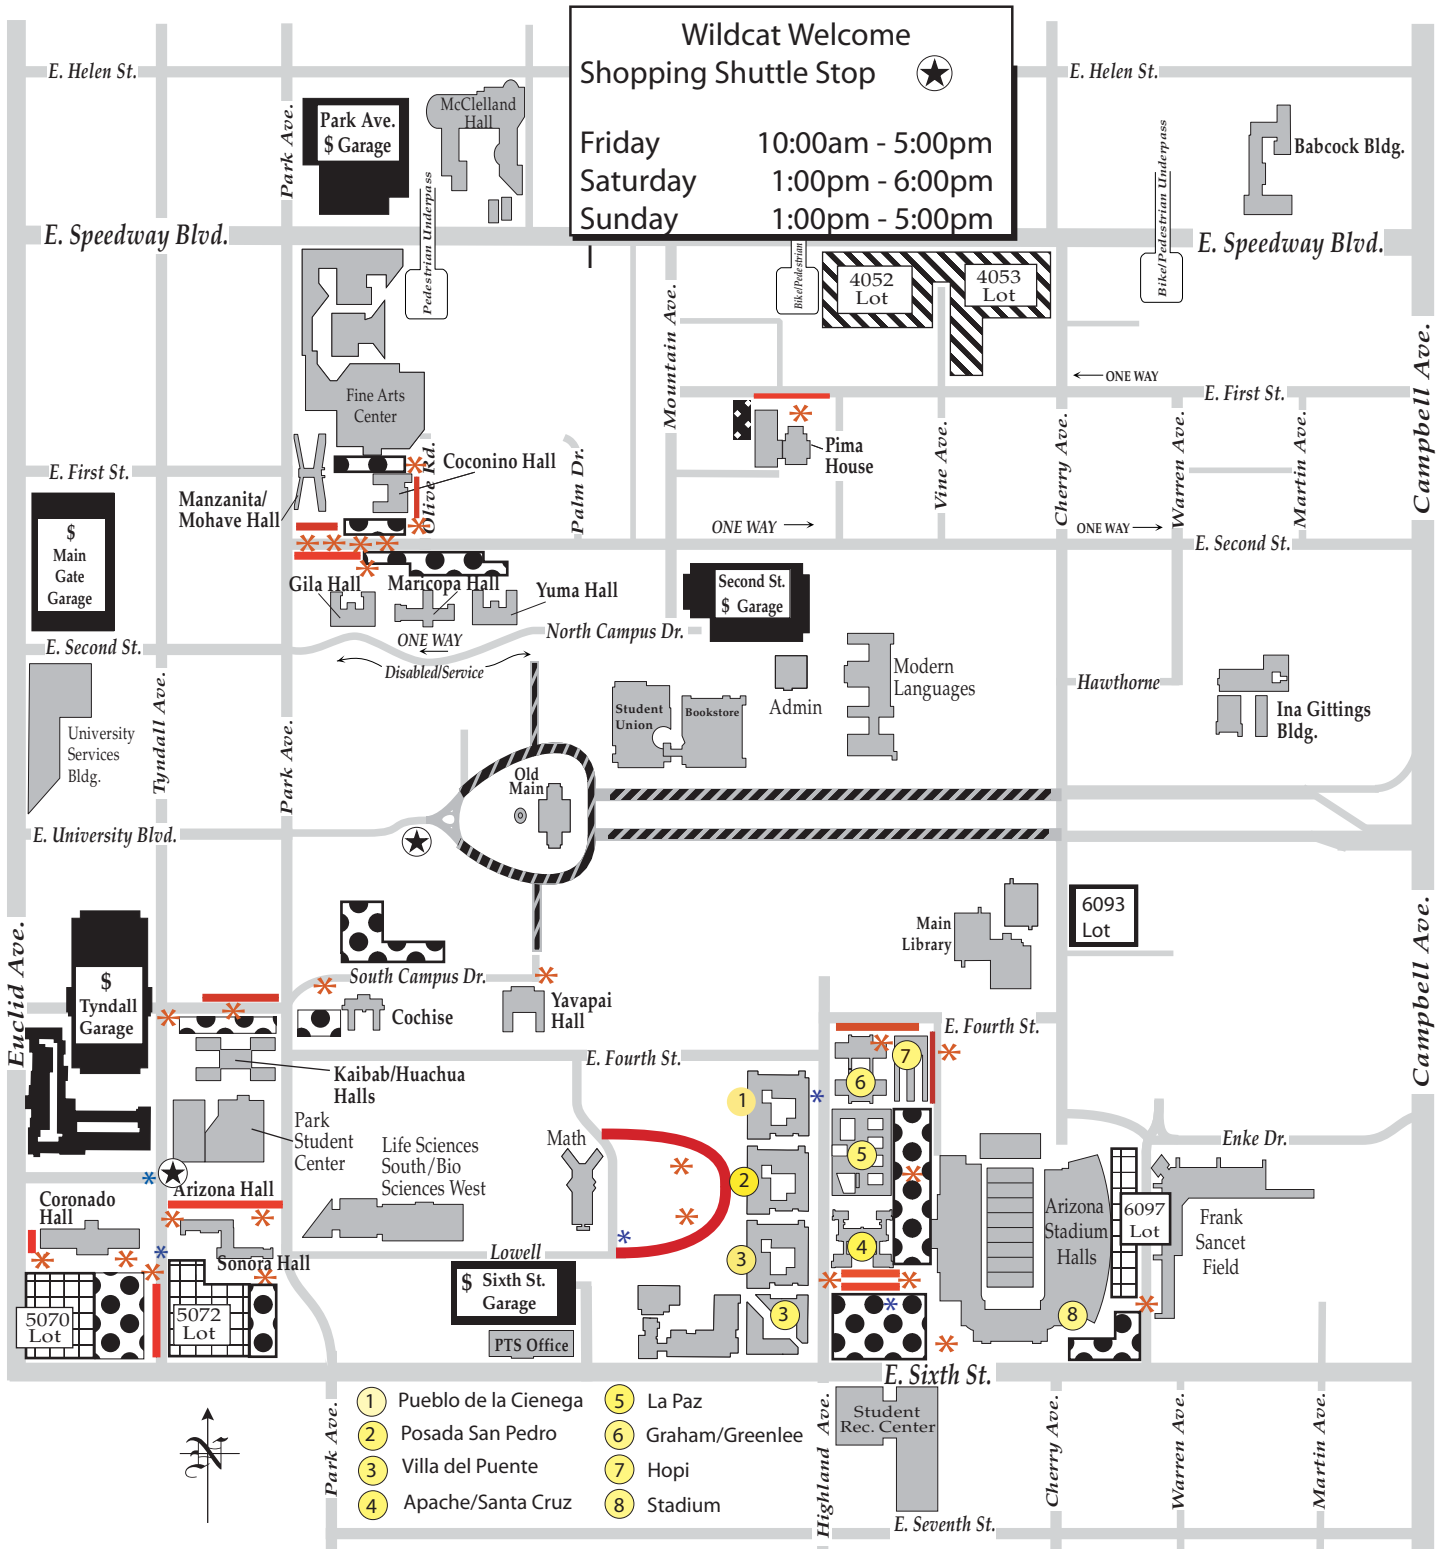 Wildcat Welcome
Shopping Shuttle Stop
Friday 10:00am - 5:00pm
Saturday 1:00pm - 6:00pm
Sunday 1:00pm - 5:00pm
E. Helen St.
E. Helen St.
Park Ave.
Park Ave.
$ Garage
McClelland
Hall
Pedestrian Underpass
Bike/Pedestrian Underpass
Babcock Bldg.
E. Speedway Blvd.
E. Speedway Blvd.
Bike/Pedestrian
4052
Lot
4053
Lot
Mountain Ave.
Campbell Ave.
ONE WAY
E. First St.
Fine Arts
Center
Pima
House
Vine Ave.
Cherry Ave.
Warren Ave.
Martin Ave.
E. First St.
Olive Rd.
Coconino Hall
Palm Dr.
Manzanita/
Mohave Hall
ONE WAY
ONE WAY
E. Second St.
$
Main
Gate
Garage
Gila Hall
Maricopa Hall
Yuma Hall
Second St.
$ Garage
E. Second St.
ONE WAY
North Campus Dr.
Disabled/Service
Tyndall Ave.
Park Ave.
University
Services
Bldg.
Student
Union
Bookstore
Admin
Modern
Languages
Hawthorne
Ina Gittings
Bldg.
Old
Main
E. University Blvd.
Euclid Ave.
Campbell Ave.
Main
Library
6093
Lot
$
Tyndall
Garage
South Campus Dr.
Cochise
Yavapai
Hall
E. Fourth St.
E. Fourth St.
Kaibab/Huachua
Halls
Park
Student
Center
Life Sciences
South/Bio
Sciences West
Math
1
2
3
3
4
5
6
7
8
Enke Dr.
Arizona
Stadium
Halls
6097
Lot
Frank
Sancet
Field
Coronado
Hall
Arizona Hall
Sonora Hall
Lowell
$ Sixth St.
Garage
PTS Office
5070
Lot
5072
Lot
E. Sixth St.
N
Park Ave.
1 Pueblo de la Cienega
2 Posada San Pedro
3 Villa del Puente
4 Apache/Santa Cruz
5 La Paz
6 Graham/Greenlee
7 Hopi
8 Stadium
Highland Ave.
Student
Rec. Center
Cherry Ave.
Warren Ave.
Martin Ave.
E. Seventh St.